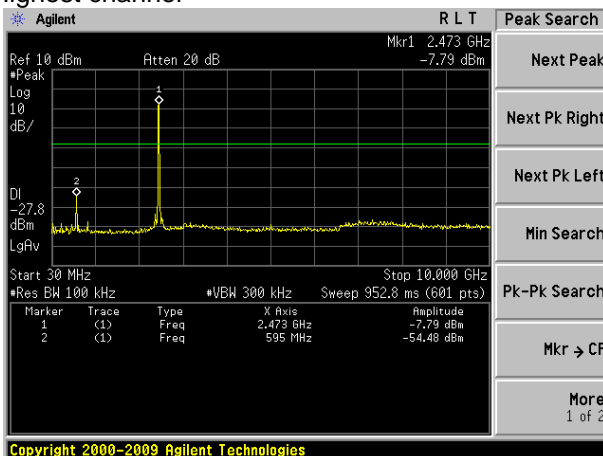 Agilent R L T Peak Search
Mkr1 2.473 GHz
Ref 10 dBm Atten 20 dB -7.79 dBm
#Peak
Log
10
dB/
1
2
DI
-27.8
dBm
LgAv
Start 30 MHz Stop 10.000 GHz
#Res BW 100 kHz #VBW 300 kHz Sweep 952.8 ms (601 pts)
Marker Trace Type X Axis Amplitude
1 (1) Freq 2.473 GHz -7.79 dBm
2 (1) Freq 595 MHz -54.48 dBm
Next Peak
Next Pk Right
Next Pk Left
Min Search
Pk-Pk Search
Mkr → CF
More
1 of 2
Copyright 2000-2009 Agilent Technologies